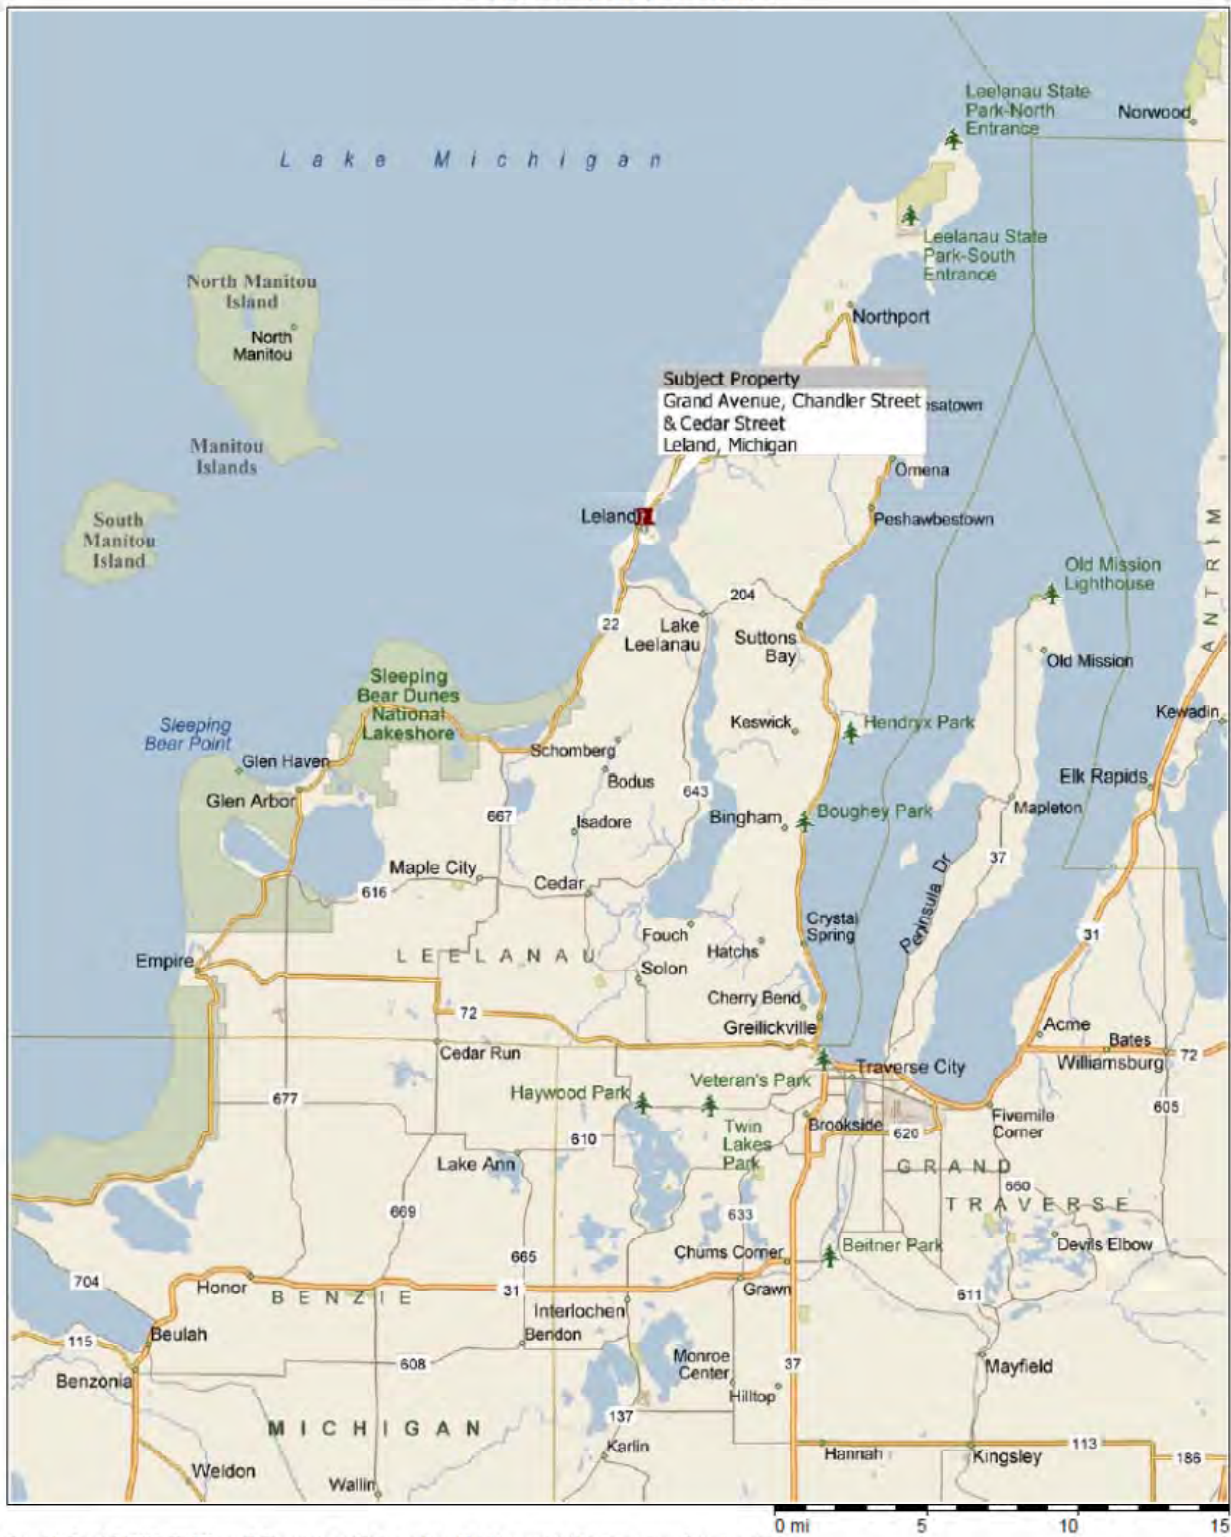 Leelanau State
Park-North
Entrance
Norwood
Lake Michigan
Leelanau State
Park-South
Entrance
North Manitou
Island
North
Manitou
Northport
Subject Property
Grand Avenue, Chandler Street
& Cedar Street
Leland, Michigan
esatown
Manitou
Islands
Omena
South
Manitou
Island
Leland
Peshawbestown
ANTRIM
Old Mission
Lighthouse
204
22
Lake
Leelanau
Suttons
Bay
Old Mission
Sleeping
Bear Dunes
National
Lakeshore
Sleeping
Bear Point
Keswick
Hendryx Park
Kewadin
Glen Haven
Schomberg
Bodus
Elk Rapids
Glen Arbor
643
Mapleton
667
Isadore
Bingham
Boughey Park
37
Maple City
616
Cedar
Peninsula Dr
Crystal
Spring
Fouch
Hatchs
31
LEELANAU
Empire
Solon
Cherry Bend
72
Greilickville
Acme
Bates
Cedar Run
Williamsburg
72
Traverse City
Veteran's Park
Haywood Park
677
605
Twin
Lakes
Park
Brookside
620
Fivemile
Corner
610
Lake Ann
GRAND
TRAVERSE
660
669
633
Chums Corner
Beitner Park
Devils Elbow
665
704
Honor
31
Grawn
611
BENZIE
Interlochen
115
Beulah
Bendon
608
Monroe
Center
37
Mayfield
Benzonia
Hilltop
137
MICHIGAN
Karlin
Hannah
Kingsley
113
186
Weldon
Wallin
0 mi 5 10 15